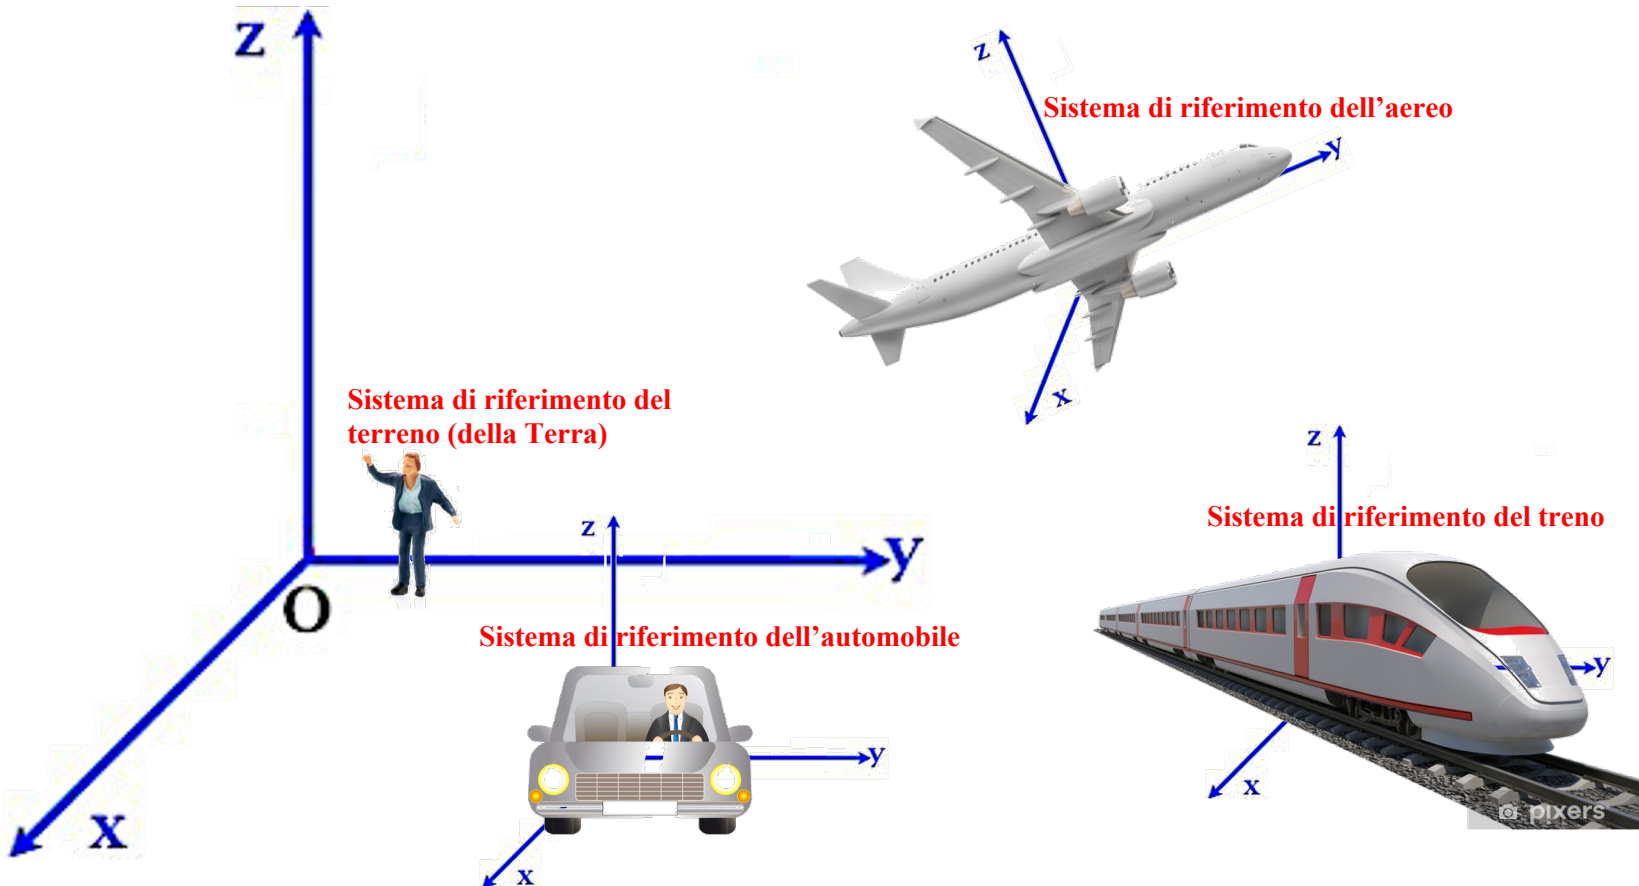 z
z
Sistema di riferimento dell’aereo
y
x
Sistema di riferimento del
terreno (della Terra)
z
Sistema di riferimento del treno
z
y
O
Sistema di riferimento dell’automobile
y
y
x
x
x
pixers